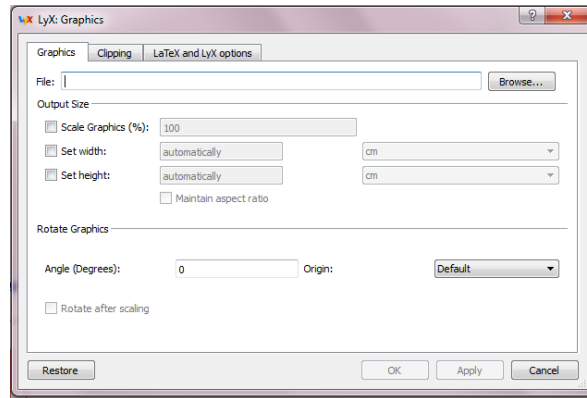 LyX: Graphics
Graphics Clipping LaTeX and LyX options
File: Browse...
Output Size
Scale Graphics (%): 100
Set width: automatically cm
Set height: automatically cm
Maintain aspect ratio
Rotate Graphics
Angle (Degrees): 0 Origin: Default
Rotate after scaling
Restore OK Apply Cancel